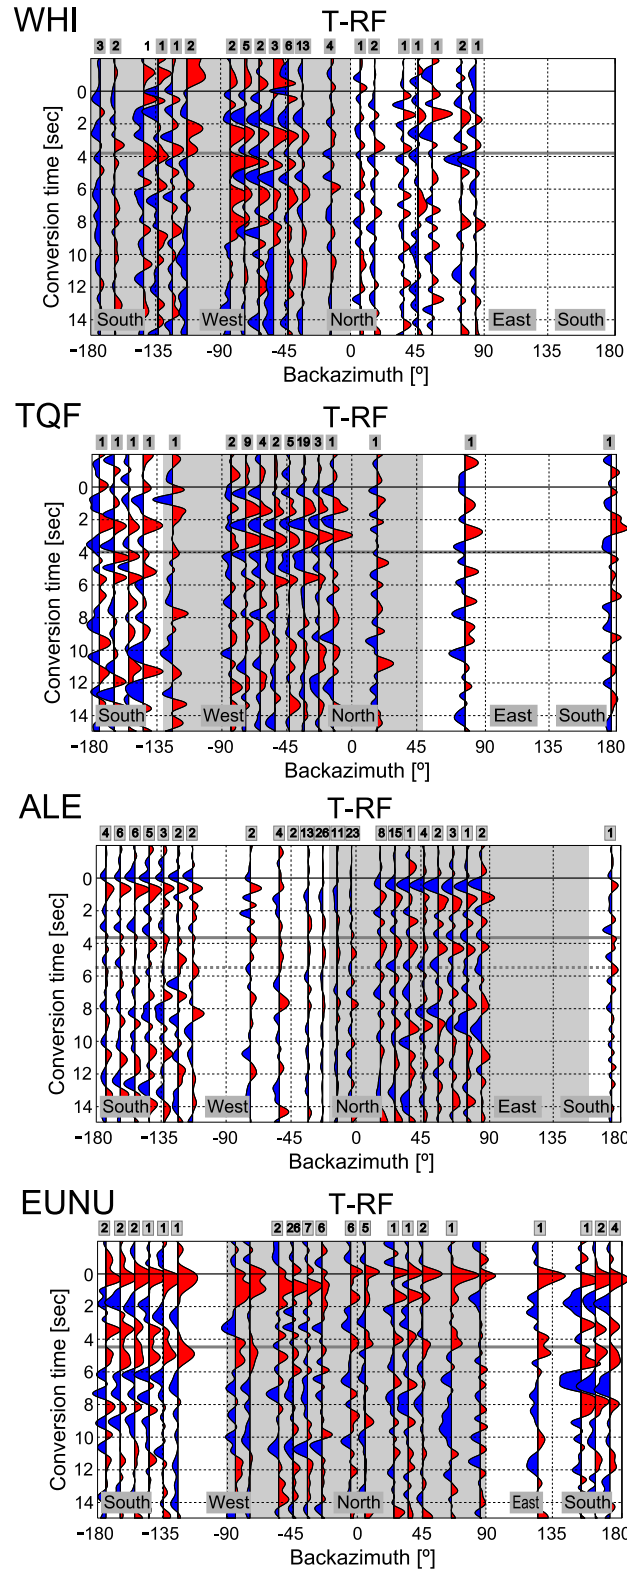 WHI T-RF
3 2 1 1 1 2 2 5 2 3 6 13 4 1 2 1 1 1 2 1
Conversion time [sec]
0
2
4
6
8
10
12
14
South West North East South
-180 -135 -90 -45 0 45 90 135 180
Backazimuth [º]
TQF T-RF
1 1 1 1 1 2 9 4 2 5 19 3 1 1 1 1
Conversion time [sec]
0
2
4
6
8
10
12
14
South West North East South
-180 -135 -90 -45 0 45 90 135 180
Backazimuth [º]
ALE T-RF
4 6 6 5 3 2 2 2 4 2 13 26 11 23 8 15 1 4 2 3 1 2 1
Conversion time [sec]
0
2
4
6
8
10
12
14
South West North East South
-180 -135 -90 -45 0 45 90 135 180
Backazimuth [º]
EUNU T-RF
2 2 2 1 1 1 2 26 7 6 6 5 1 1 2 1 1 1 2 4
Conversion time [sec]
0
2
4
6
8
10
12
14
South West North East South
-180 -135 -90 -45 0 45 90 135 180
Backazimuth [º]